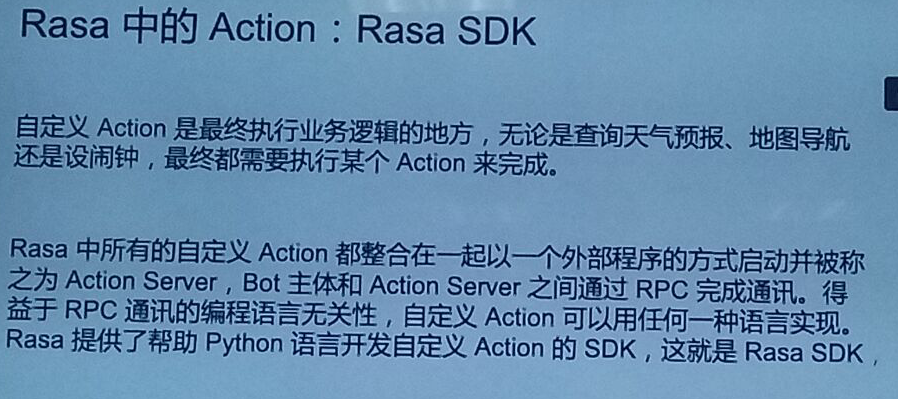 Rasa 中的 Action：Rasa SDK
自定义 Action 是最终执行业务逻辑的地方，无论是查询天气预报、地图导航
还是设闹钟，最终都需要执行某个 Action 来完成。
Rasa 中所有的自定义 Action 都整合在一起以一个外部程序的方式启动并被称
之为 Action Server，Bot 主体和 Action Server 之间通过 RPC 完成通讯。得
益于 RPC 通讯的编程语言无关性，自定义 Action 可以用任何一种语言实现。
Rasa 提供了帮助 Python 语言开发自定义 Action 的 SDK，这就是 Rasa SDK，